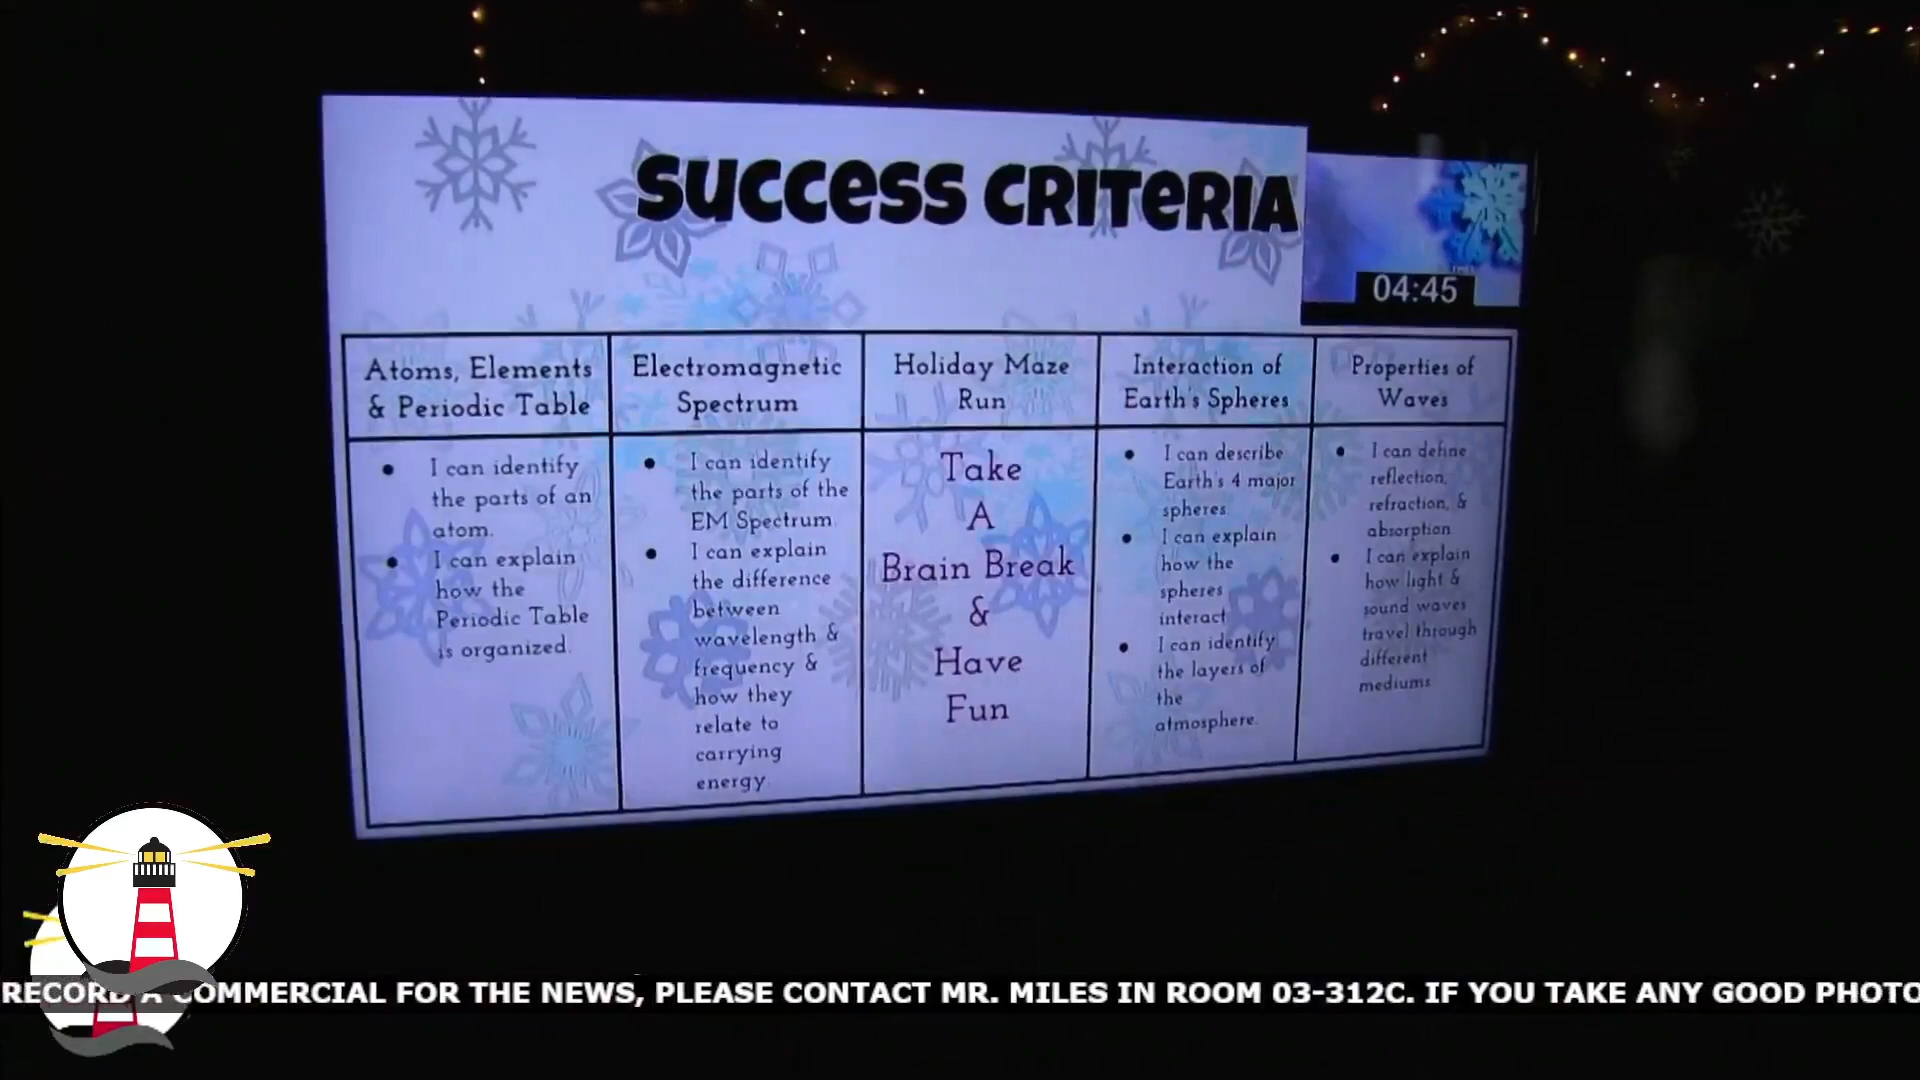 SUCCESS CRITERIA
04:45
Atoms, Elements
& Periodic Table
I can identify
the parts of an
atom.
I can explain
how the
Periodic Table
is organized.
Electromagnetic
Spectrum
I can identify
the parts of the
EM Spectrum
I can explain
the difference
between
wavelength &
frequency &
how they
relate to
carrying
energy.
Holiday Maze
Run
Take
A
Brain Break
&
Have
Fun
Interaction of
Earth's Spheres
I can describe
Earth's 4 major
spheres.
I can explain
how the
spheres
interact
I can identify
the layers of
the
atmosphere.
Properties of
Waves
I can define
reflection,
refraction, &
absorption
I can explain
how light &
sound waves
travel through
different
mediums
RECORD A COMMERCIAL FOR THE NEWS, PLEASE CONTACT MR. MILES IN ROOM 03-312C. IF YOU TAKE ANY GOOD PHOTO